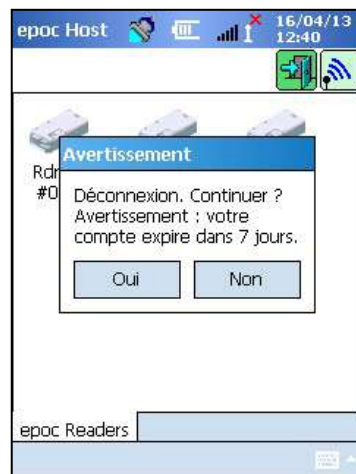 epoc Host
16/04/13
12:40
Rdr
#0
Avertissement
Déconnexion. Continuer ?
Avertissement : votre
compte expire dans 7 jours.
Oui
Non
epoc Readers